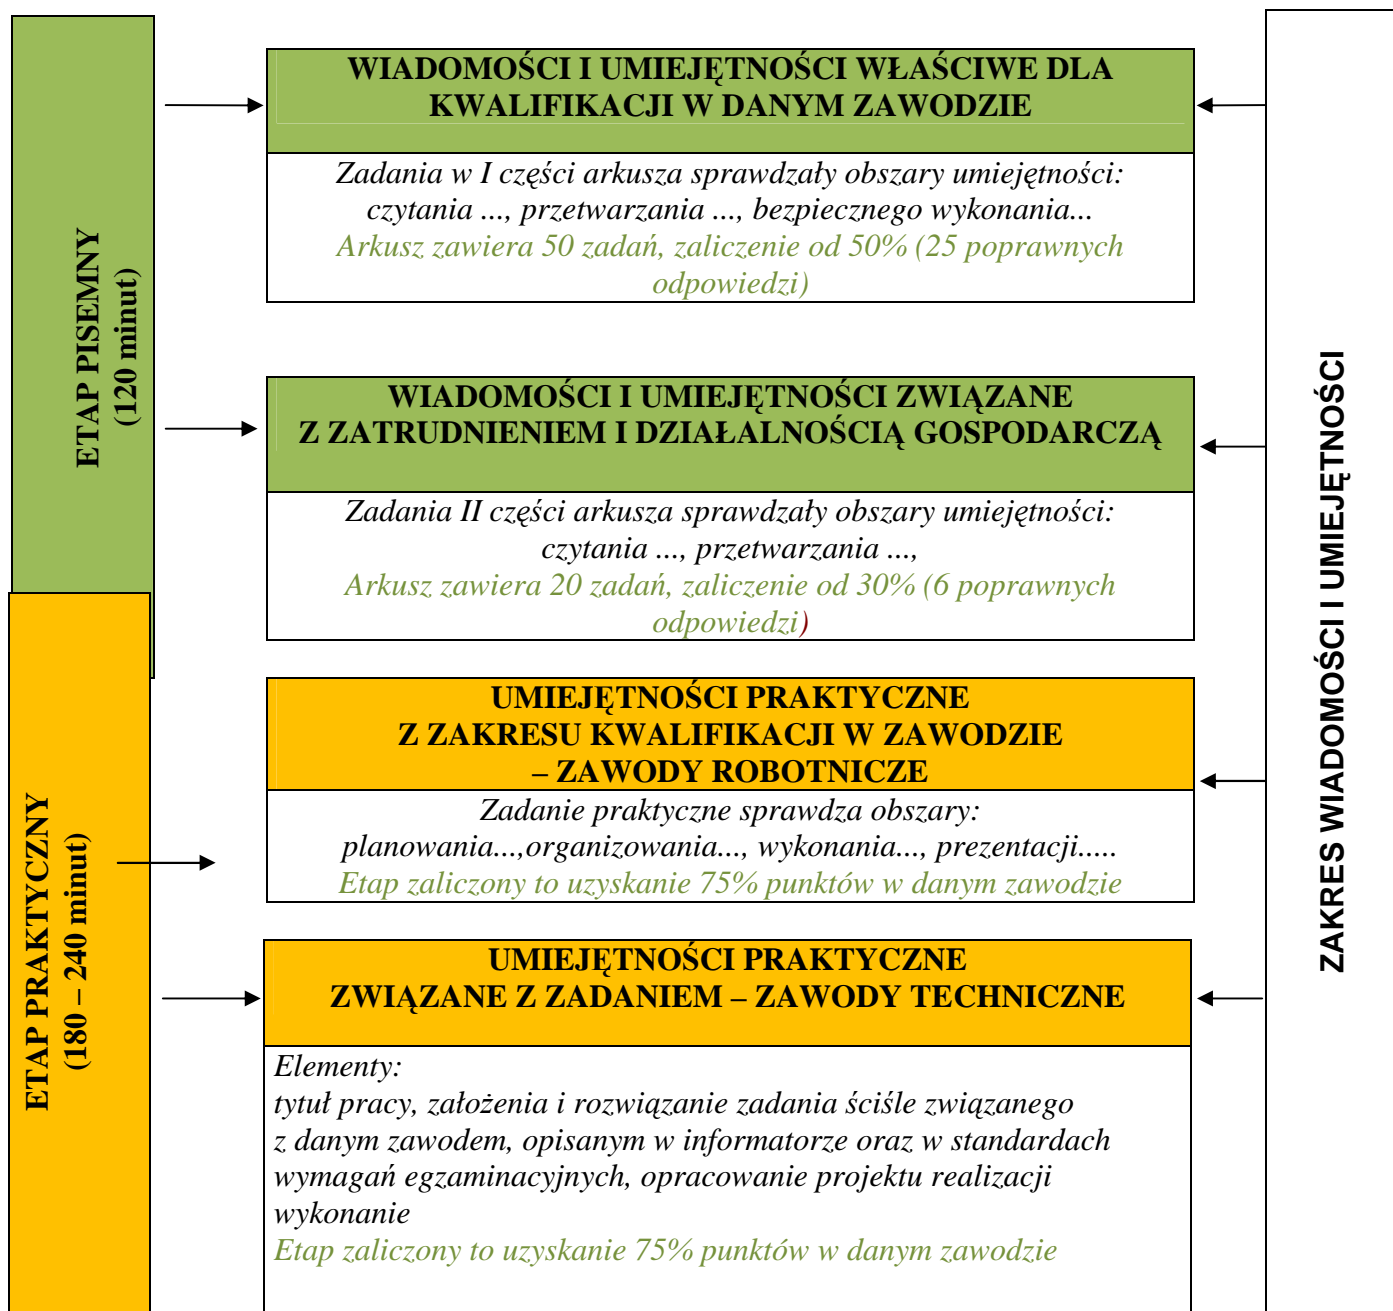 ETAP PISEMNY
(120 minut)
WIADOMOŚCI I UMIEJĘTNOŚCI WŁAŚCIWE DLA
KWALIFIKACJI W DANYM ZAWODZIE
Zadania w I części arkusza sprawdzały obszary umiejętności:
czytania ..., przetwarzania ..., bezpiecznego wykonania...
Arkusz zawiera 50 zadań, zaliczenie od 50% (25 poprawnych
odpowiedzi)
WIADOMOŚCI I UMIEJĘTNOŚCI ZWIĄZANE
Z ZATRUDNIENIEM I DZIAŁALNOŚCIĄ GOSPODARCZĄ
Zadania II części arkusza sprawdzały obszary umiejętności:
czytania ..., przetwarzania ...,
Arkusz zawiera 20 zadań, zaliczenie od 30% (6 poprawnych
odpowiedzi)
ETAP PRAKTYCZNY
(180 – 240 minut)
UMIEJĘTNOŚCI PRAKTYCZNE
Z ZAKRESU KWALIFIKACJI W ZAWODZIE
– ZAWODY ROBOTNICZE
Zadanie praktyczne sprawdza obszary:
planowania...,organizowania..., wykonania..., prezentacji.....
Etap zaliczony to uzyskanie 75% punktów w danym zawodzie
UMIEJĘTNOŚCI PRAKTYCZNE
ZWIĄZANE Z ZADANIEM – ZAWODY TECHNICZNE
Elementy:
tytuł pracy, założenia i rozwiązanie zadania ściśle związanego
z danym zawodem, opisanym w informatorze oraz w standardach
wymagań egzaminacyjnych, opracowanie projektu realizacji
wykonanie
Etap zaliczony to uzyskanie 75% punktów w danym zawodzie
ZAKRES WIADOMOŚCI I UMIEJĘTNOŚCI